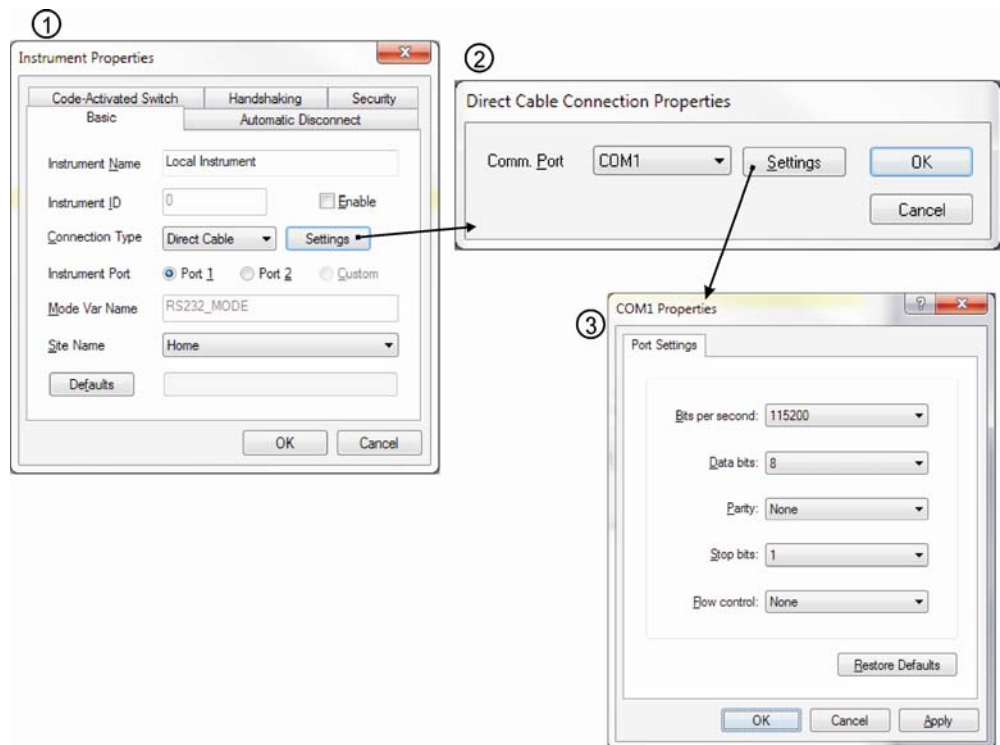 1
Instrument Properties
Code-Activated Switch Handshaking Security
Basic Automatic Disconnect
Instrument Name Local Instrument
Instrument ID 0 Enable
Connection Type Direct Cable Settings
Instrument Port Port 1 Port 2 Custom
Mode Var Name RS232_MODE
Site Name Home
Defaults
OK Cancel
2
Direct Cable Connection Properties
Comm. Port COM1 Settings OK
Cancel
3
COM1 Properties
Port Settings
Bits per second: 115200
Data bits: 8
Parity: None
Stop bits: 1
Flow control: None
Restore Defaults
OK Cancel Apply